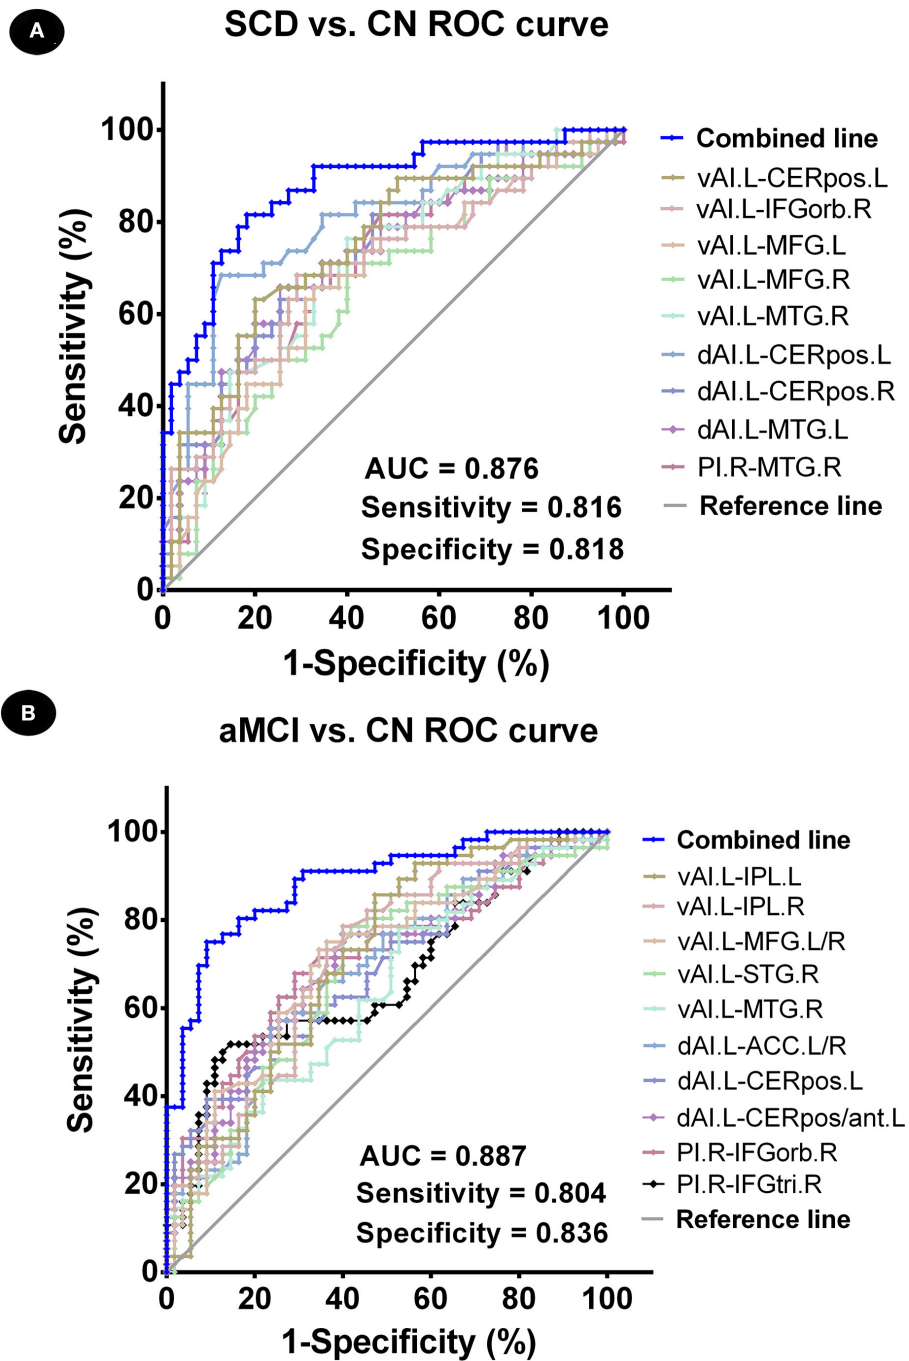 A
SCD vs. CN ROC curve
100
80
60
40
20
0
Sensitivity (%)
0 20 40 60 80 100
1-Specificity (%)
AUC = 0.876
Sensitivity = 0.816
Specificity = 0.818
Combined line
vAI.L-CERpos.L
vAI.L-IFGorb.R
vAI.L-MFG.L
vAI.L-MFG.R
vAI.L-MTG.R
dAI.L-CERpos.L
dAI.L-CERpos.R
dAI.L-MTG.L
PI.R-MTG.R
Reference line
B
aMCI vs. CN ROC curve
100
80
60
40
20
0
Sensitivity (%)
0 20 40 60 80 100
1-Specificity (%)
AUC = 0.887
Sensitivity = 0.804
Specificity = 0.836
Combined line
vAI.L-IPL.L
vAI.L-IPL.R
vAI.L-MFG.L/R
vAI.L-STG.R
vAI.L-MTG.R
dAI.L-ACC.L/R
dAI.L-CERpos.L
dAI.L-CERpos/ant.L
PI.R-IFGorb.R
PI.R-IFGtri.R
Reference line